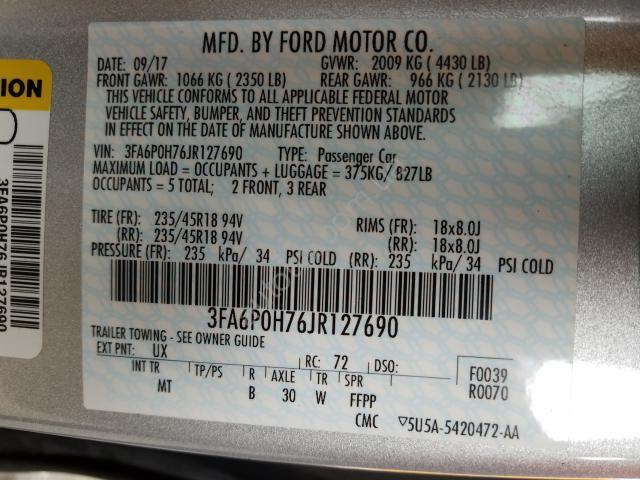 MFD. BY FORD MOTOR CO.
DATE: 09/17 GVWR: 2009 KG ( 4430 LB)
FRONT GAWR: 1066 KG ( 2350 LB) REAR GAWR: 966 KG ( 2130 LB)
THIS VEHICLE CONFORMS TO ALL APPLICABLE FEDERAL MOTOR
VEHICLE SAFETY, BUMPER, AND THEFT PREVENTION STANDARDS
IN EFFECT ON THE DATE OF MANUFACTURE SHOWN ABOVE.
VIN: 3FA6P0H76JR127690 TYPE: Passenger Car
MAXIMUM LOAD = OCCUPANTS + LUGGAGE = 375KG/ 827LB
OCCUPANTS = 5 TOTAL; 2 FRONT, 3 REAR
TIRE (FR): 235/45R18 94V RIMS (FR): 18x8.0J
(RR): 235/45R18 94V (RR): 18x8.0J
PRESSURE (FR): 235 kPa/ 34 PSI COLD (RR): 235 kPa/ 34 PSI COLD
3FA6P0H76JR127690
TRAILER TOWING - SEE OWNER GUIDE
EXT PNT: UX RC: 72 DSO: F0039
INT TR TP/PS R AXLE TR SPR R0070
MT B 30 W FFPP
CMC ▽5U5A-5420472-AA
ION
3FA6P0H76JR127690